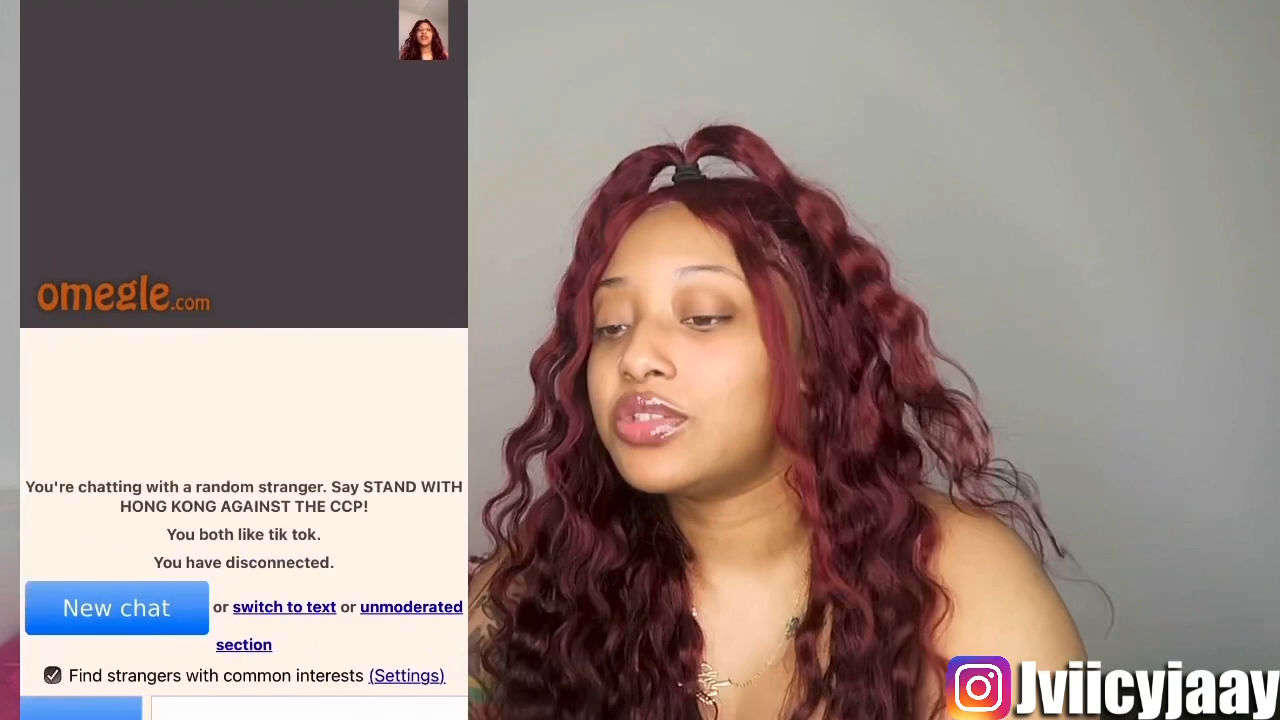 omegle.com
You're chatting with a random stranger. Say STAND WITH
HONG KONG AGAINST THE CCP!
You both like tik tok.
You have disconnected.
New chat or switch to text or unmoderated
section
Find strangers with common interests (Settings)
Jviicyjaay